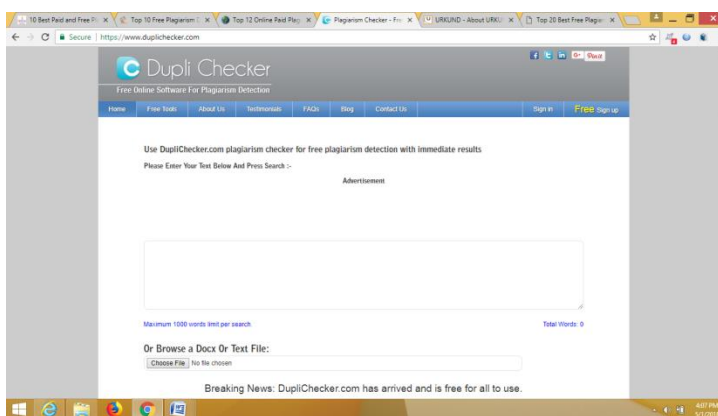 10 Best Paid and Free Pl
Top 10 Free Plagiarism
Top 12 Online Paid Plag
Plagiarism Checker - Fre
URKUND - About URKU
Top 20 Best Free Plagiar
Secure https://www.duplichecker.com
Dupli Checker
Free Online Software For Plagiarism Detection
Home Free Tools About Us Testimonials FAQs Blog Contact Us Sign in Free Sign up
Use DupliChecker.com plagiarism checker for free plagiarism detection with immediate results
Please Enter Your Text Below And Press Search :-
Advertisement
Maximum 1000 words limit per search
Total Words: 0
Or Browse a Docx Or Text File:
Choose File No file chosen
Breaking News: DupliChecker.com has arrived and is free for all to use.
4:07 PM